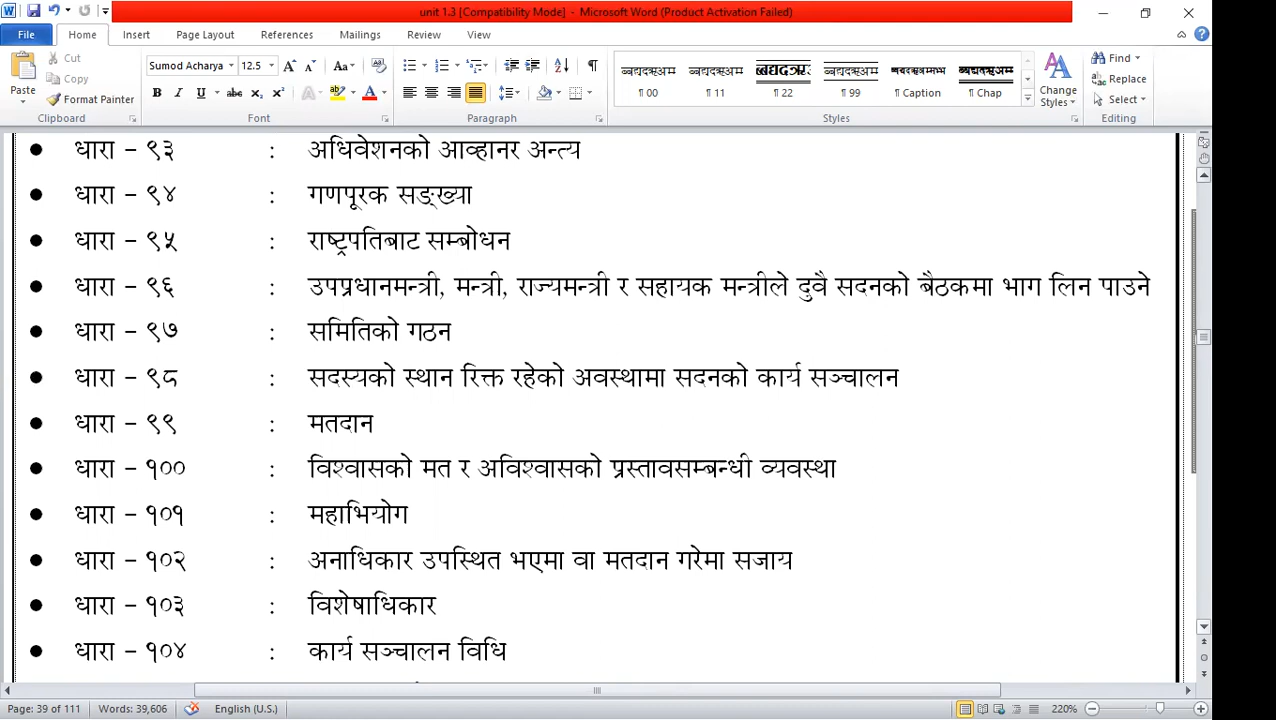 unit 1.3 [Compatibility Mode] - Microsoft Word (Product Activation Failed)
File Home Insert Page Layout References Mailings Review View
Paste Cut Copy Format Painter
Sumod Acharya 12.5
¶ 00 ¶ 11 ¶ 22 ¶ 99 ¶ Caption ¶ Chap
Change Styles
Find Replace Select
Clipboard Font Paragraph Styles Editing
● धारा - ९३ : अधिवेशनको आव्हानर अन्त्य
● धारा - ९४ : गणपूरक सङ्ख्या
● धारा - ९५ : राष्ट्रपतिबाट सम्बोधन
● धारा - ९६ : उपप्रधानमन्त्री, मन्त्री, राज्यमन्त्री र सहायक मन्त्रीले दुवै सदनको बैठकमा भाग लिन पाउने
● धारा - ९७ : समितिको गठन
● धारा - ९८ : सदस्यको स्थान रिक्त रहेको अवस्थामा सदनको कार्य सञ्चालन
● धारा - ९९ : मतदान
● धारा - १०० : विश्वासको मत र अविश्वासको प्रस्तावसम्बन्धी व्यवस्था
● धारा - १०१ : महाभियोग
● धारा - १०२ : अनाधिकार उपस्थित भएमा वा मतदान गरेमा सजाय
● धारा - १०३ : विशेषाधिकार
● धारा - १०४ : कार्य सञ्चालन विधि
Page: 39 of 111 Words: 39,606 English (U.S.) 220%